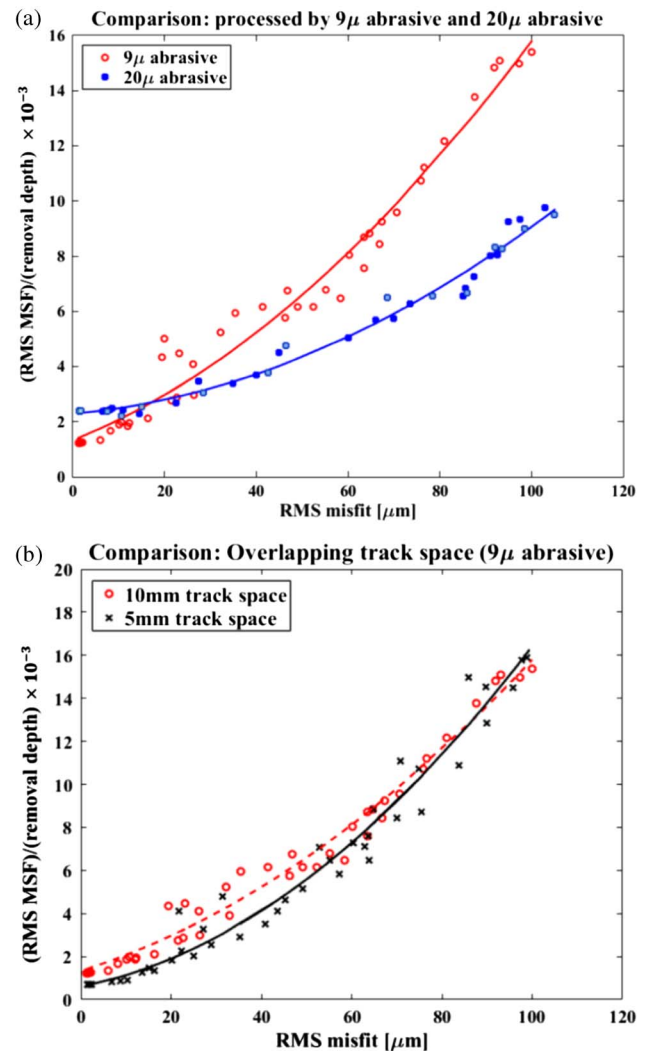 (a)
Comparison: processed by 9μ abrasive and 20μ abrasive
9μ abrasive
20μ abrasive
(RMS MSF)/(removal depth) × 10⁻³
16
14
12
10
8
6
4
2
0
0 20 40 60 80 100 120
RMS misfit [μm]
(b)
Comparison: Overlapping track space (9μ abrasive)
10mm track space
5mm track space
(RMS MSF)/(removal depth) × 10⁻³
20
18
16
14
12
10
8
6
4
2
0
0 20 40 60 80 100 120
RMS misfit [μm]